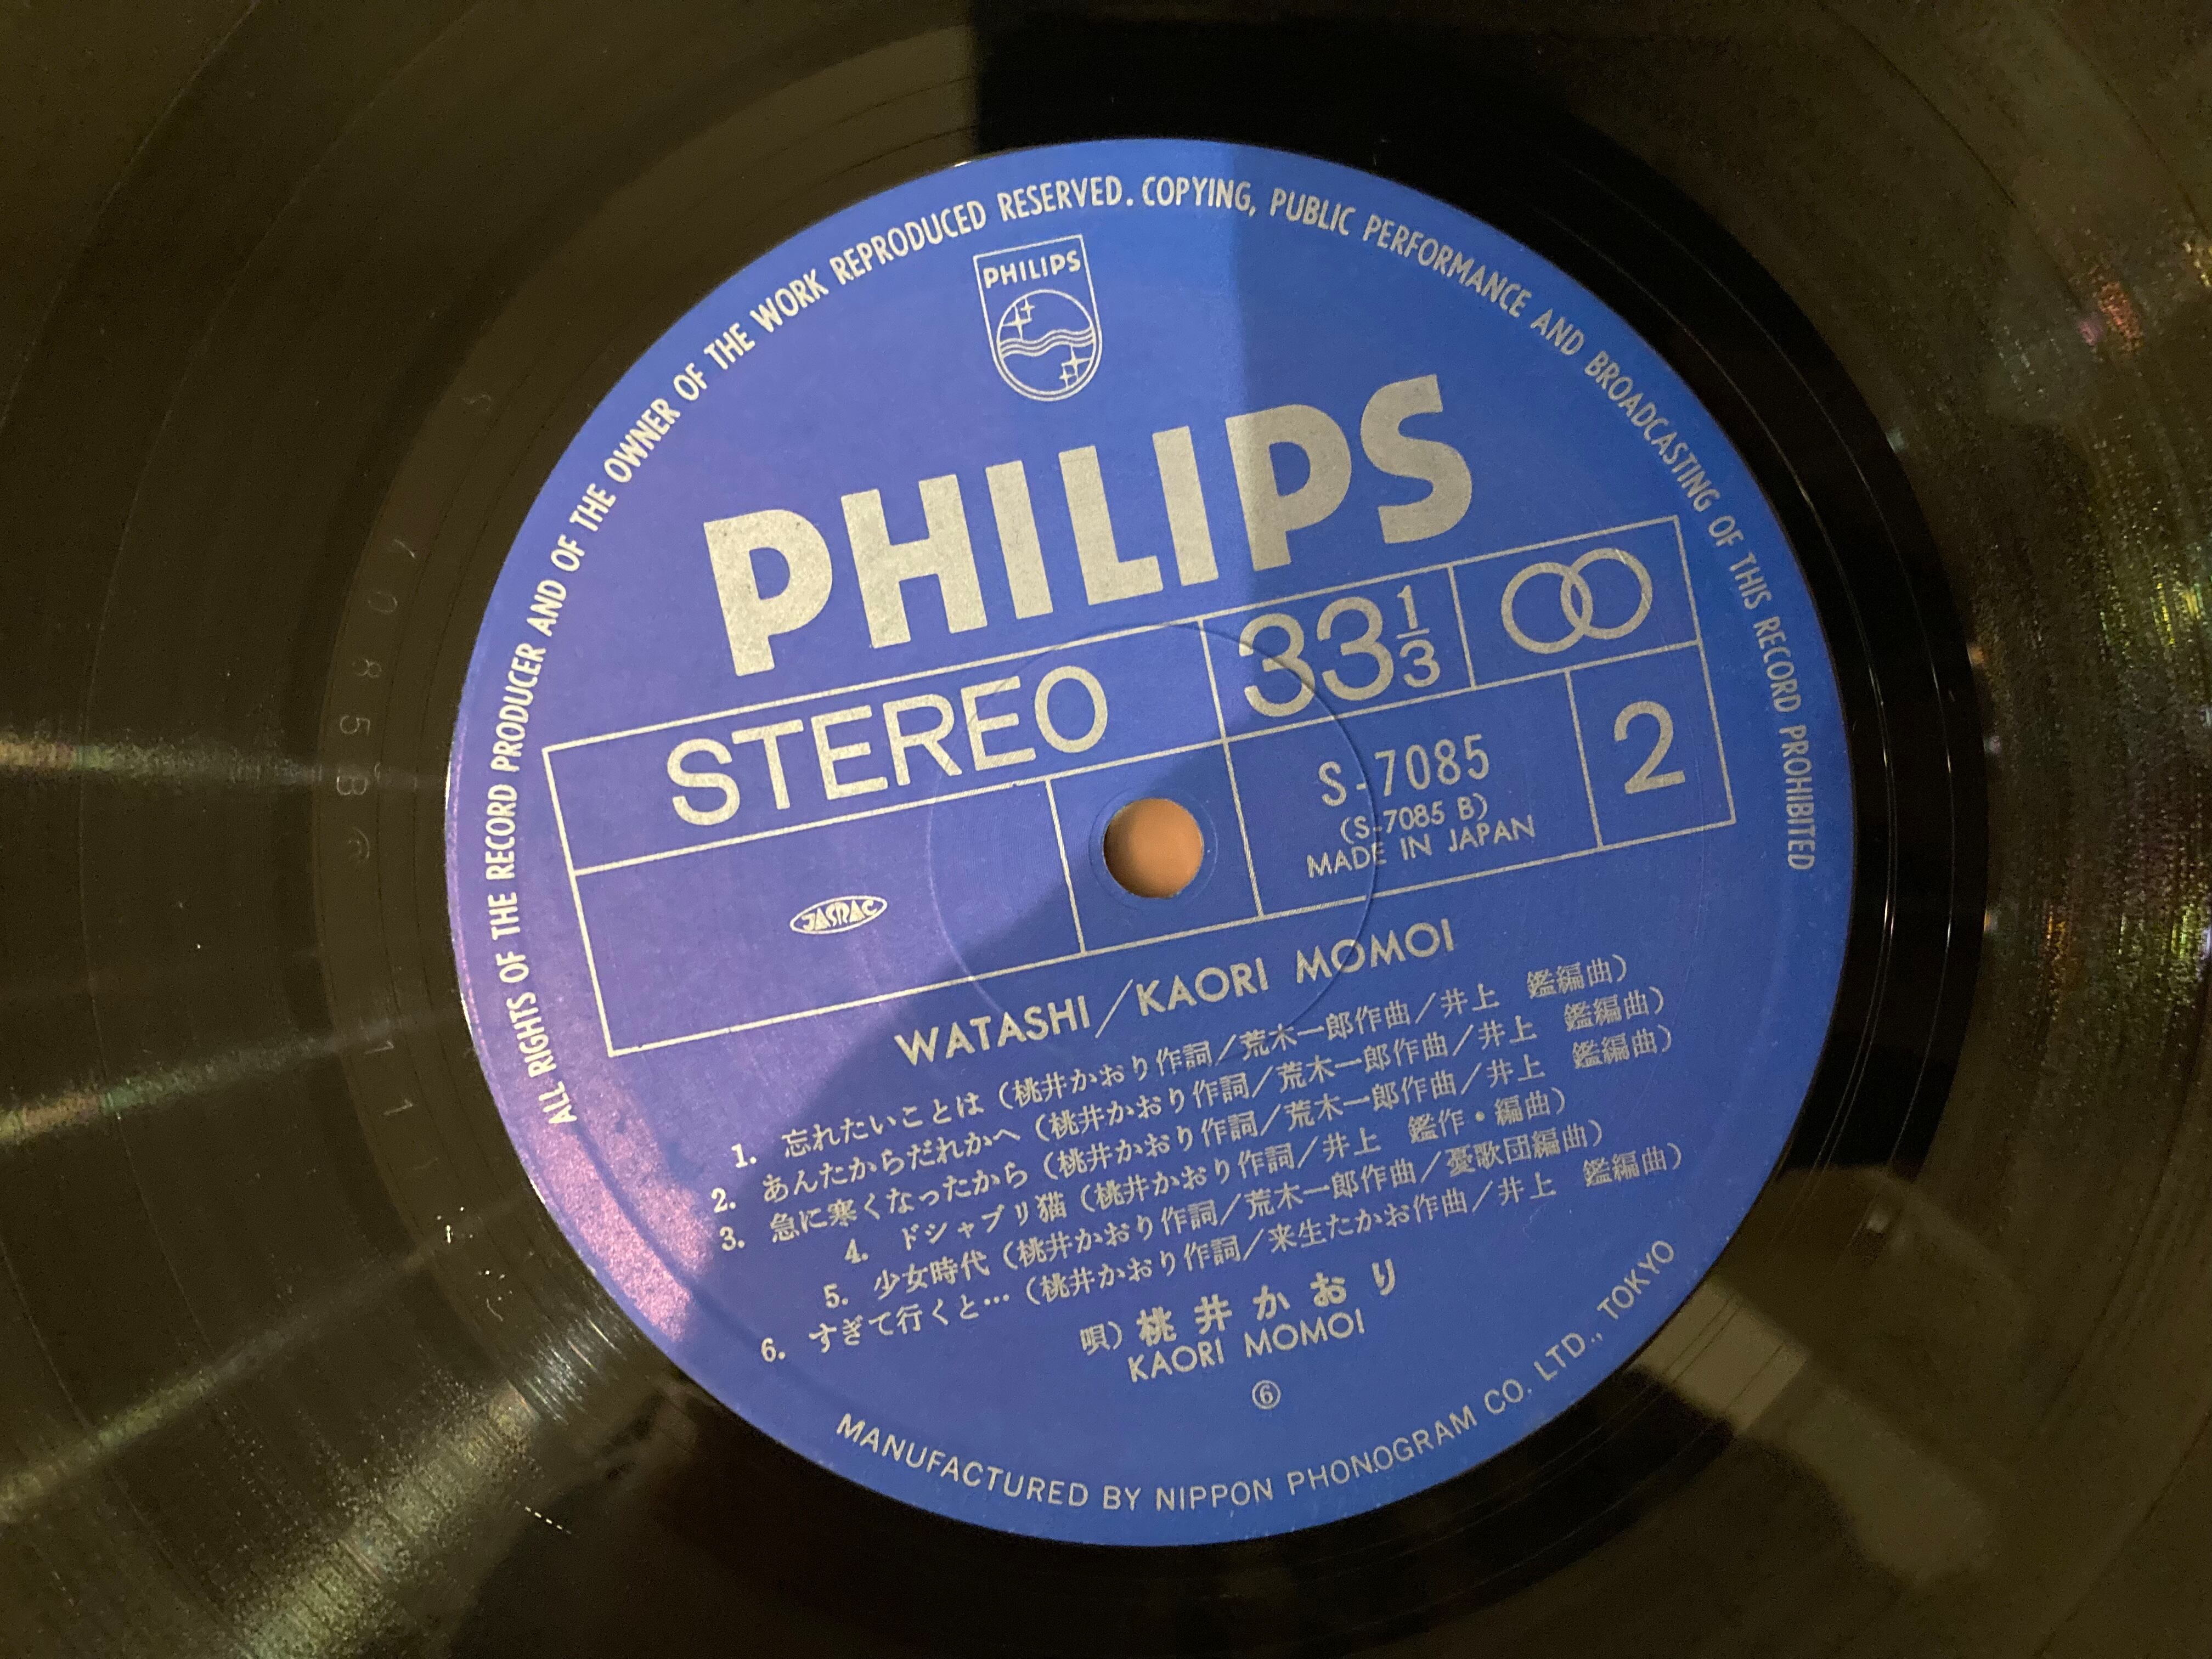 ALL RIGHTS OF THE RECORD PRODUCER AND OF THE OWNER OF THE WORK REPRODUCED RESERVED. COPYING, PUBLIC PERFORMANCE AND BROADCASTING OF THIS RECORD PROHIBITED
PHILIPS
PHILIPS
STEREO 33 1/3
S-7085 2
(S-7085 B)
MADE IN JAPAN
JASRAC
WATASHI/KAORI MOMOI
1. 忘れたいことは(桃井かおり作詞/荒木一郎作曲/井上 鑑編曲)
2. あんたからだれかへ(桃井かおり作詞/荒木一郎作曲/井上 鑑編曲)
3. 急に寒くなったから(桃井かおり作詞/荒木一郎作曲/井上 鑑編曲)
4. ドシャブリ猫(桃井かおり作詞/井上 鑑作・編曲)
5. 少女時代(桃井かおり作詞/荒木一郎作曲/憂歌団編曲)
6. すぎて行くと…(桃井かおり作詞/来生たかお作曲/井上 鑑編曲)
唄)桃井かおり
KAORI MOMOI
⑥
MANUFACTURED BY NIPPON PHONOGRAM CO. LTD., TOKYO